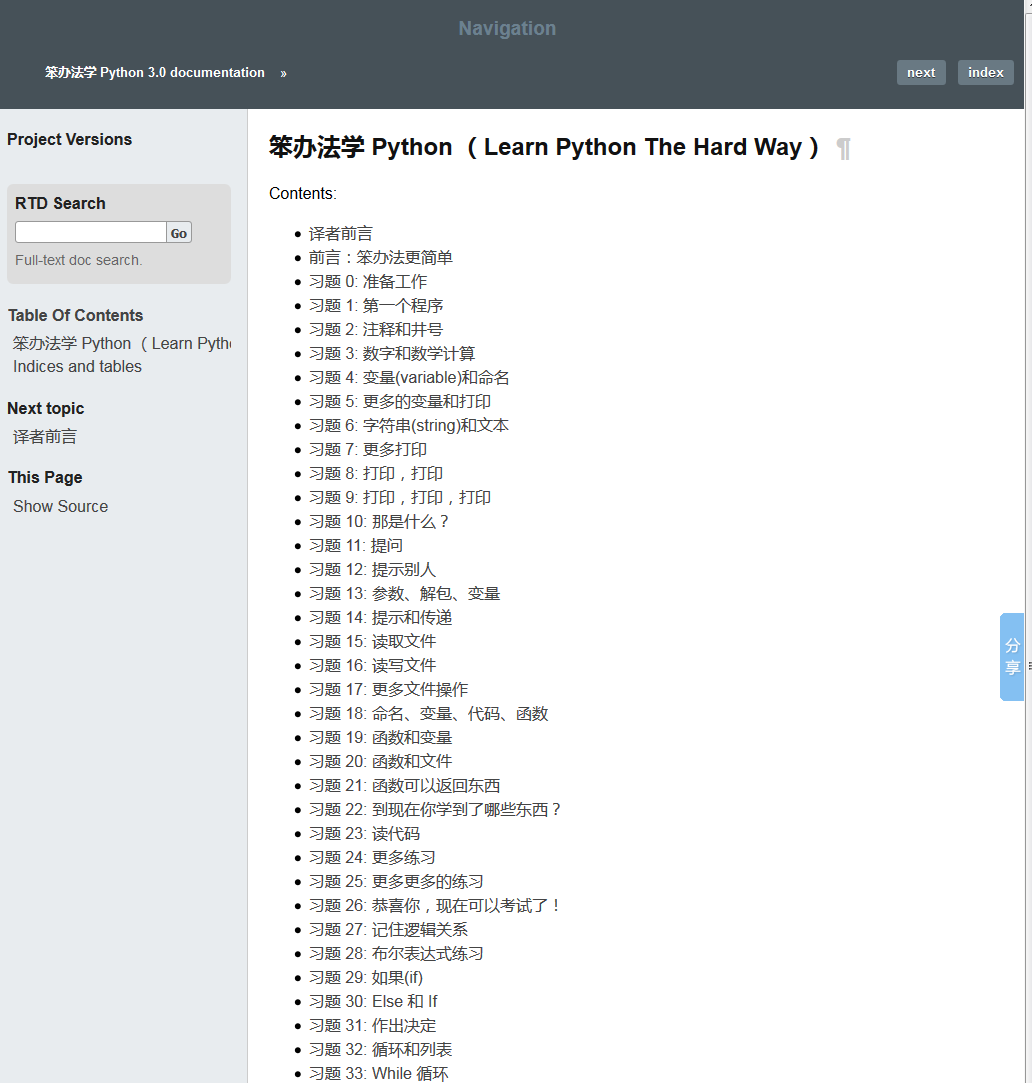 Navigation
笨办法学 Python 3.0 documentation »
next
index
Project Versions
RTD Search
Go
Full-text doc search.
Table Of Contents
笨办法学 Python （ Learn Pytho
Indices and tables
Next topic
译者前言
This Page
Show Source
笨办法学 Python （ Learn Python The Hard Way ） ¶
Contents:
译者前言
前言：笨办法更简单
习题 0: 准备工作
习题 1: 第一个程序
习题 2: 注释和井号
习题 3: 数字和数学计算
习题 4: 变量(variable)和命名
习题 5: 更多的变量和打印
习题 6: 字符串(string)和文本
习题 7: 更多打印
习题 8: 打印，打印
习题 9: 打印，打印，打印
习题 10: 那是什么？
习题 11: 提问
习题 12: 提示别人
习题 13: 参数、解包、变量
习题 14: 提示和传递
习题 15: 读取文件
习题 16: 读写文件
习题 17: 更多文件操作
习题 18: 命名、变量、代码、函数
习题 19: 函数和变量
习题 20: 函数和文件
习题 21: 函数可以返回东西
习题 22: 到现在你学到了哪些东西？
习题 23: 读代码
习题 24: 更多练习
习题 25: 更多更多的练习
习题 26: 恭喜你，现在可以考试了！
习题 27: 记住逻辑关系
习题 28: 布尔表达式练习
习题 29: 如果(if)
习题 30: Else 和 If
习题 31: 作出决定
习题 32: 循环和列表
习题 33: While 循环
分
享